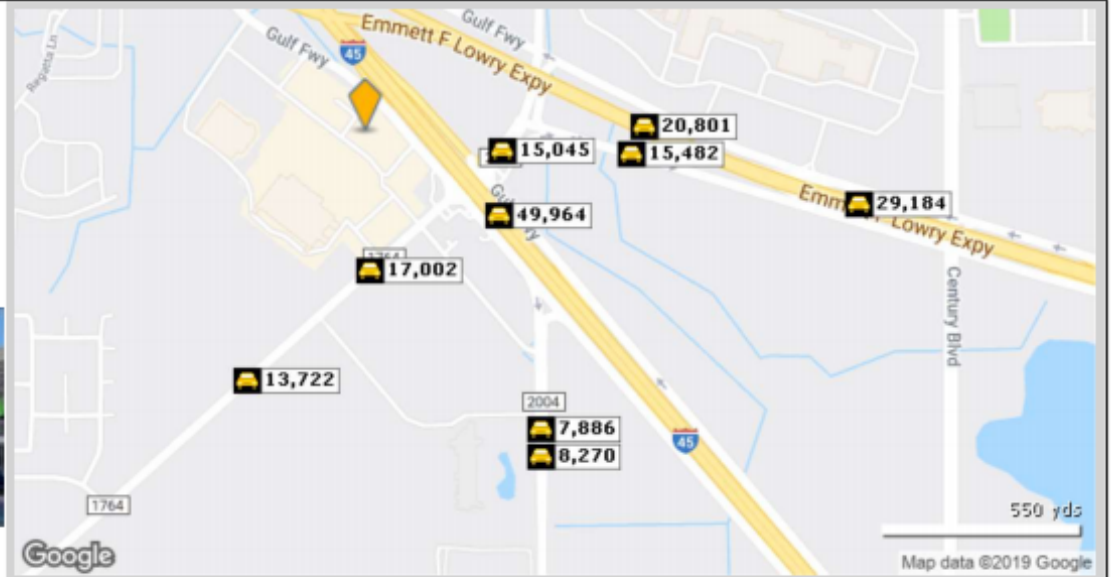 Gulf Fwy
Emmett F Lowry Expy
Gulf Fwy
45
Regatta Ln
20,801
15,045
15,482
29,184
Emm
Lowry Expy
49,964
Gulf
1764
17,002
Century Blvd
13,722
2004
7,886
8,270
45
1764
550 yds
Google
Map data ©2019 Google